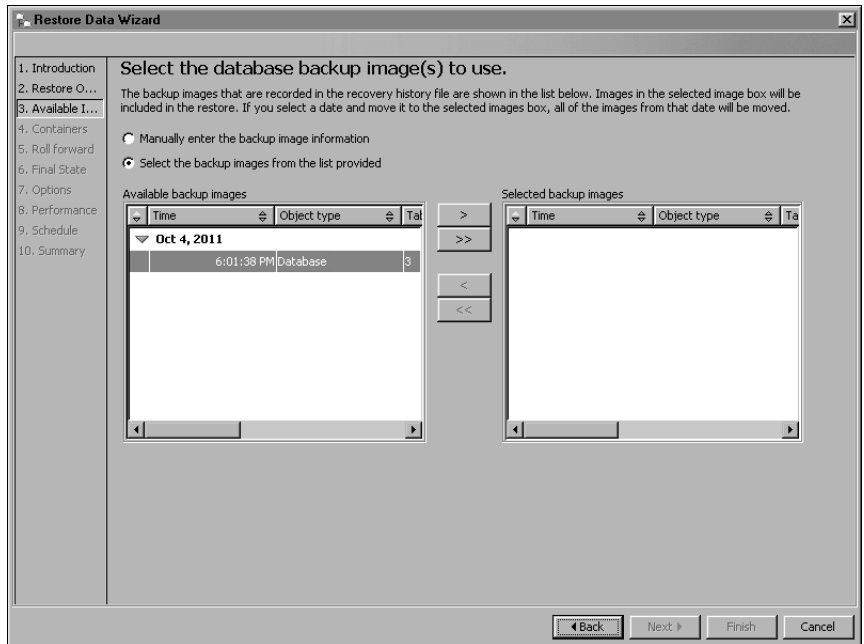 Restore Data Wizard
1. Introduction
2. Restore O...
3. Available I...
4. Containers
5. Roll forward
6. Final State
7. Options
8. Performance
9. Schedule
10. Summary
Select the database backup image(s) to use.
The backup images that are recorded in the recovery history file are shown in the list below. Images in the selected image box will be
included in the restore. If you select a date and move it to the selected images box, all of the images from that date will be moved.
Manually enter the backup image information
Select the backup images from the list provided
Available backup images
Time Object type Tab
Oct 4, 2011
6:01:38 PM Database 3
>
>>
<
<<
Selected backup images
Time Object type Ta
Back Next Finish Cancel